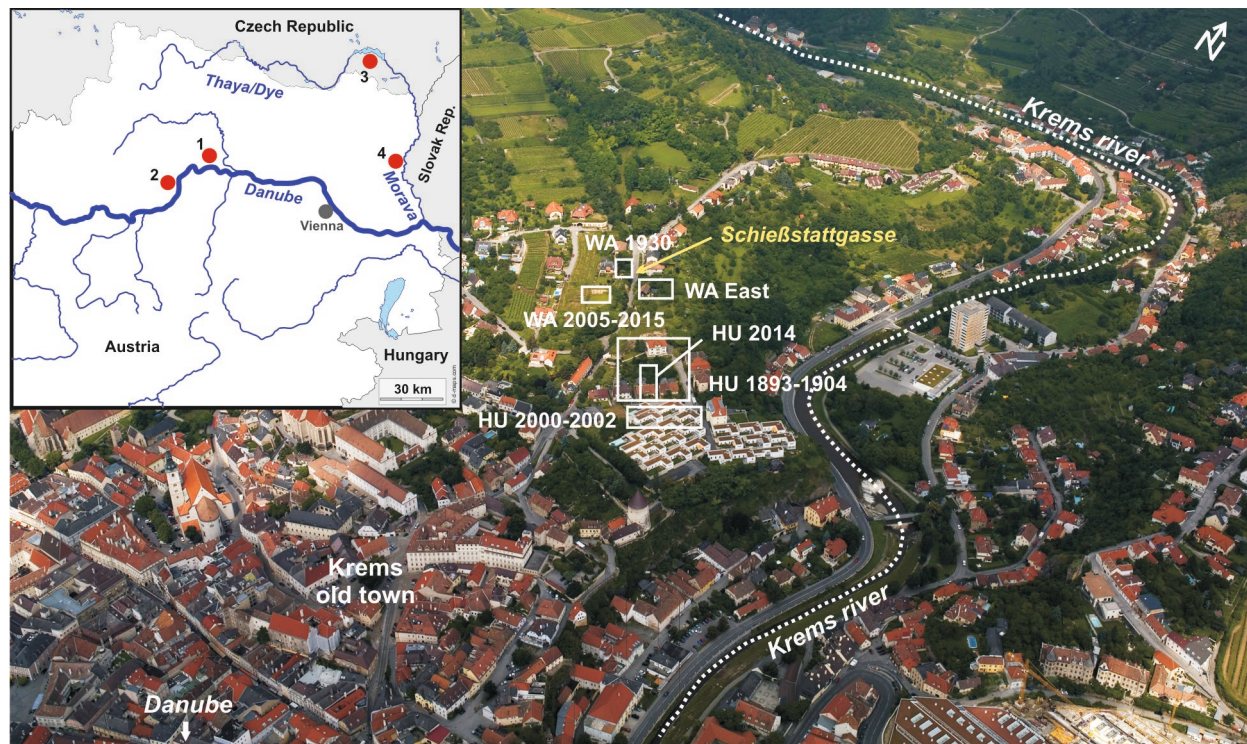 Czech Republic
Thaya/Dye
3
Slovak Rep.
1
4
2
Danube
Morava
Vienna
Austria
Hungary
30 km
© d-maps.com
N
Krems river
WA 1930
Schießstattgasse
WA East
WA 2005-2015
HU 2014
HU 1893-1904
HU 2000-2002
Krems
old town
Krems river
Danube